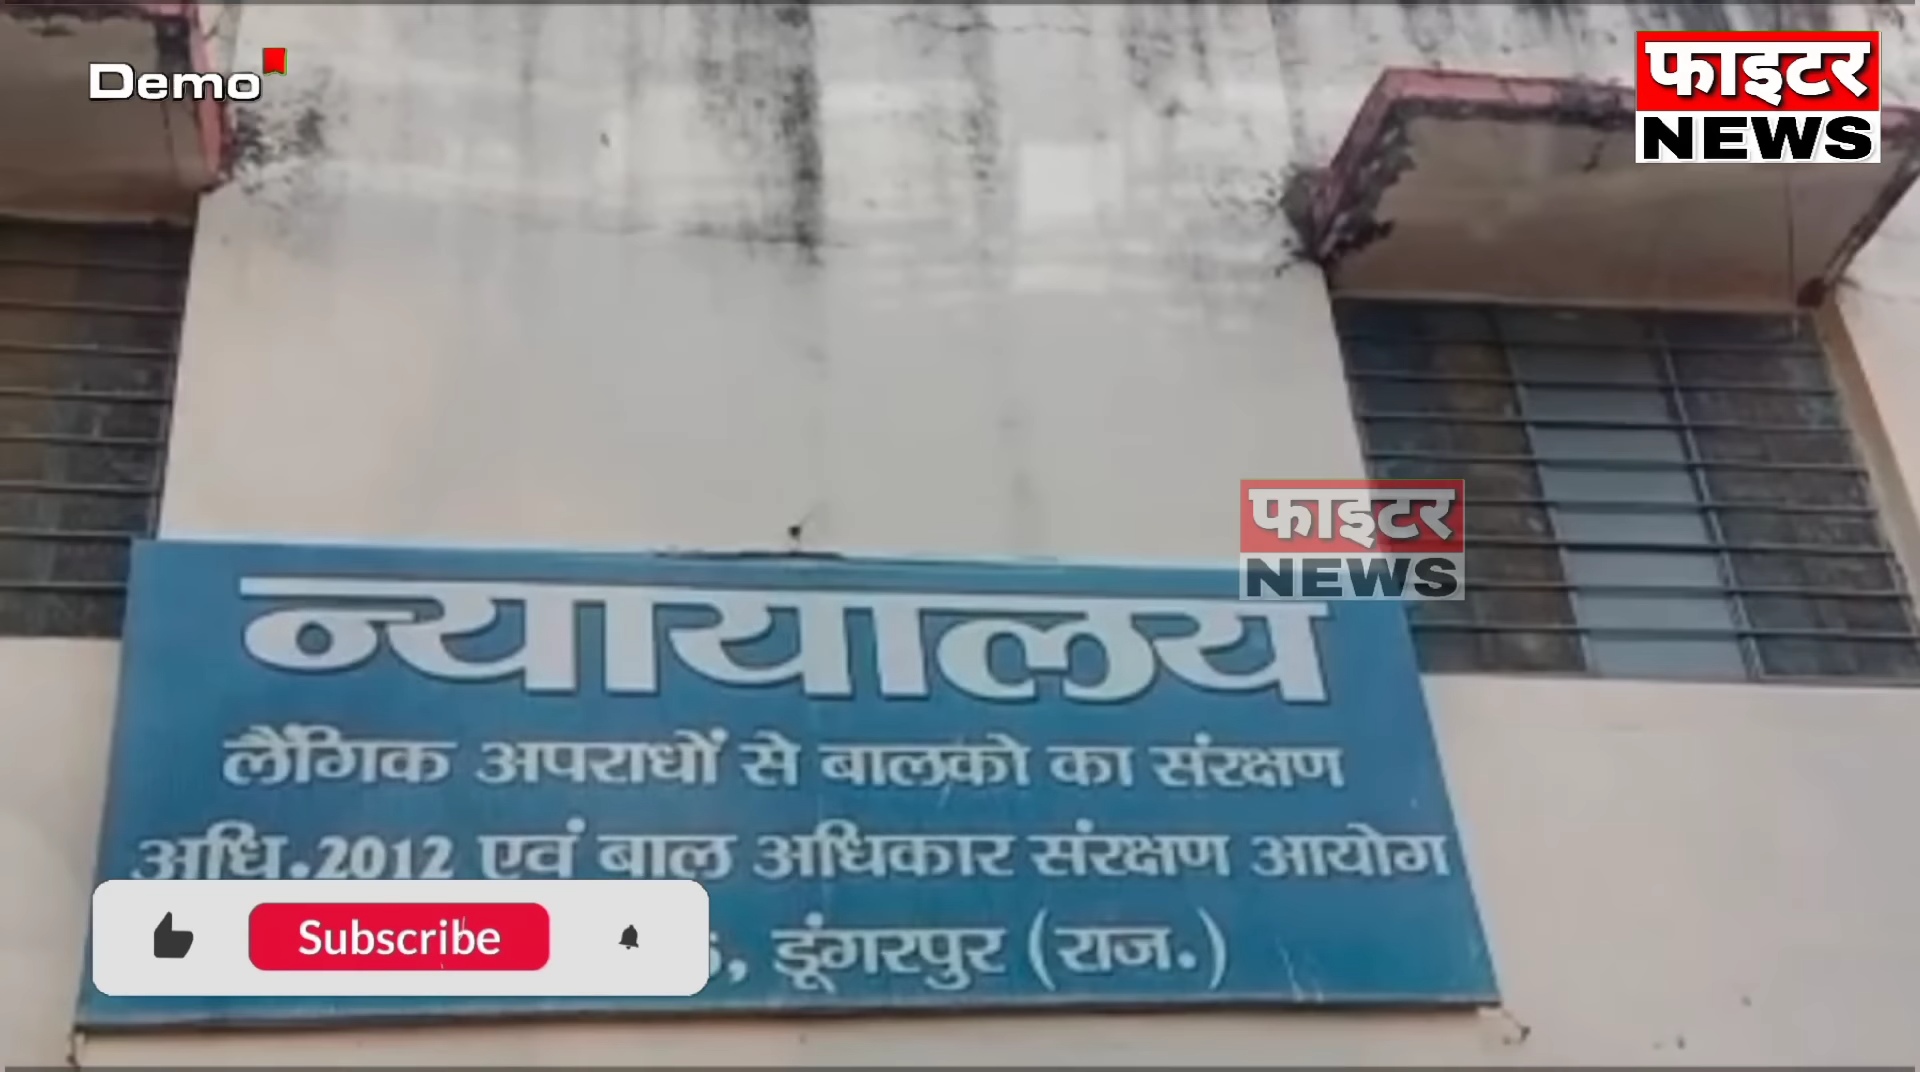 Demo
फाइटर
NEWS
फाइटर
NEWS
न्यायालय
लैंगिक अपराधों से बालको का संरक्षण
अधि.2012 एवं बाल अधिकार संरक्षण आयोग
Subscribe
, डूंगरपुर (राज.)